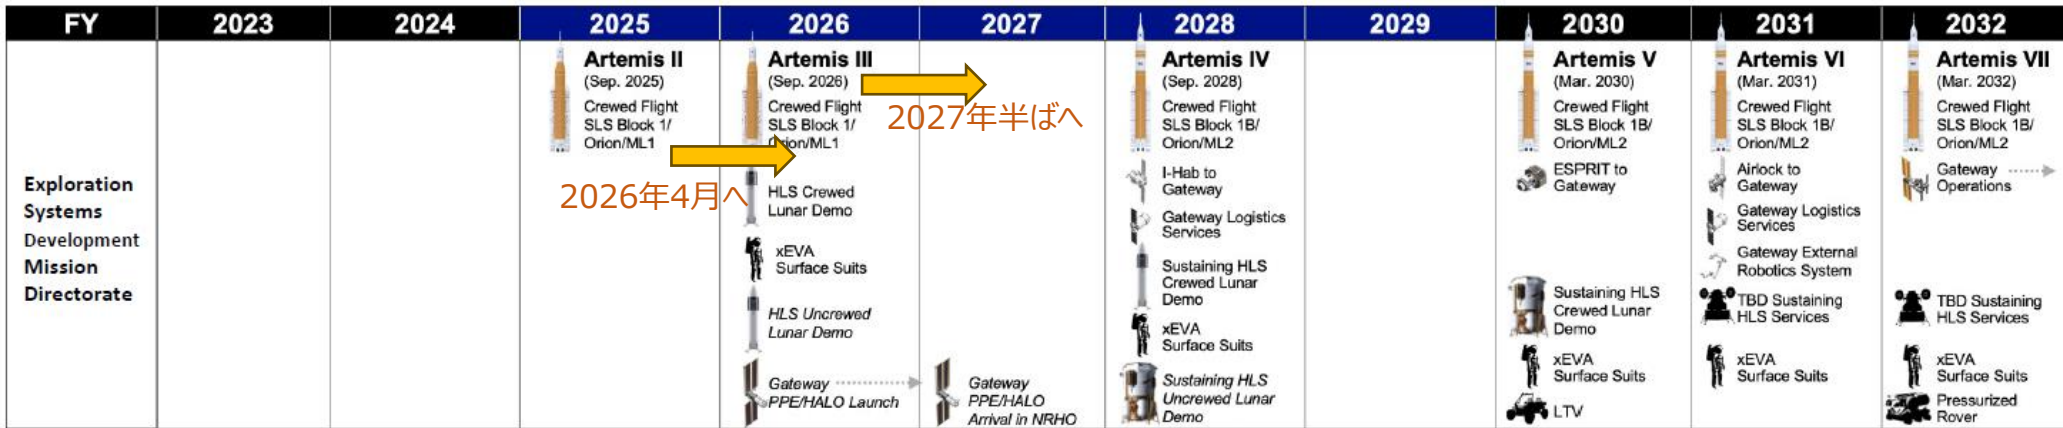 FY
2023
2024
2025
2026
2027
2028
2029
2030
2031
2032
Exploration
Systems
Development
Mission
Directorate
Artemis II
(Sep. 2025)
Crewed Flight
SLS Block 1/
Orion/ML1
2026年4月へ
Artemis III
(Sep. 2026)
Crewed Flight
SLS Block 1/
Orion/ML1
2027年半ばへ
HLS Crewed
Lunar Demo
xEVA
Surface Suits
HLS Uncrewed
Lunar Demo
Gateway
PPE/HALO Launch
Gateway
PPE/HALO
Arrival in NRHO
Artemis IV
(Sep. 2028)
Crewed Flight
SLS Block 1B/
Orion/ML2
I-Hab to
Gateway
Gateway Logistics
Services
Sustaining HLS
Crewed Lunar
Demo
xEVA
Surface Suits
Sustaining HLS
Uncrewed Lunar
Demo
Artemis V
(Mar. 2030)
Crewed Flight
SLS Block 1B/
Orion/ML2
ESPRIT to
Gateway
Sustaining HLS
Crewed Lunar
Demo
xEVA
Surface Suits
LTV
Artemis VI
(Mar. 2031)
Crewed Flight
SLS Block 1B/
Orion/ML2
Airlock to
Gateway
Gateway Logistics
Services
Gateway External
Robotics System
TBD Sustaining
HLS Services
xEVA
Surface Suits
Artemis VII
(Mar. 2032)
Crewed Flight
SLS Block 1B/
Orion/ML2
Gateway
Operations
TBD Sustaining
HLS Services
xEVA
Surface Suits
Pressurized
Rover